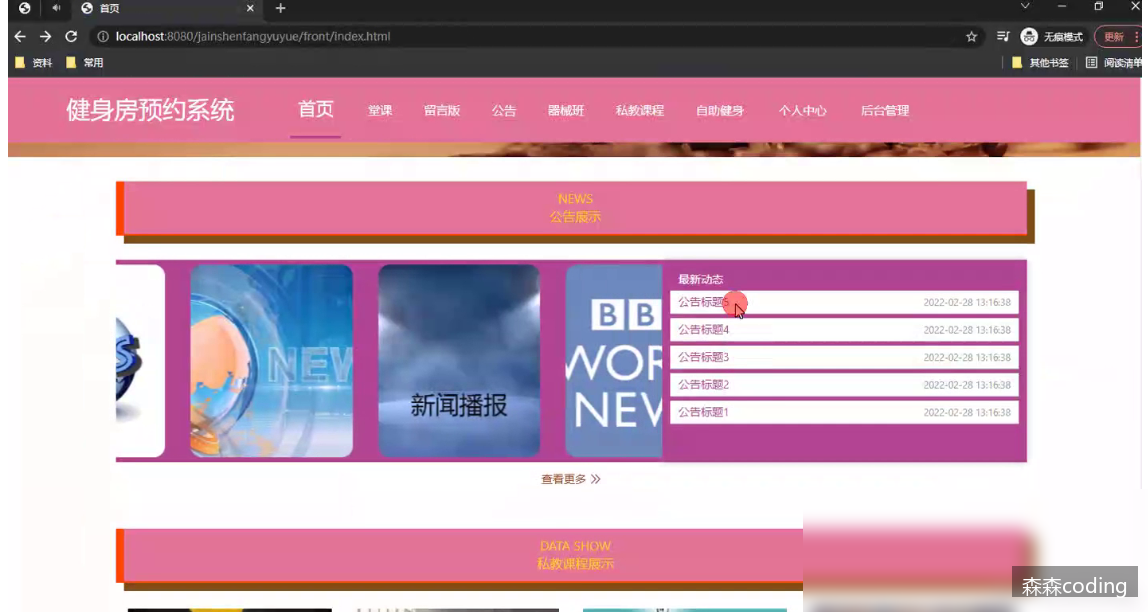 首页
localhost:8080/jainshenfangyuyue/front/index.html
无痕模式
更新
资料
常用
其他书签
阅读清单
健身房预约系统
首页
堂课
留言版
公告
器械班
私教课程
自助健身
个人中心
后台管理
NEWS
公告展示
NEW
新闻播报
BB
WOR
NEW
最新动态
公告标题5 2022-02-28 13:16:38
公告标题4 2022-02-28 13:16:38
公告标题3 2022-02-28 13:16:38
公告标题2 2022-02-28 13:16:38
公告标题1 2022-02-28 13:16:38
查看更多
DATA SHOW
私教课程展示
森森coding